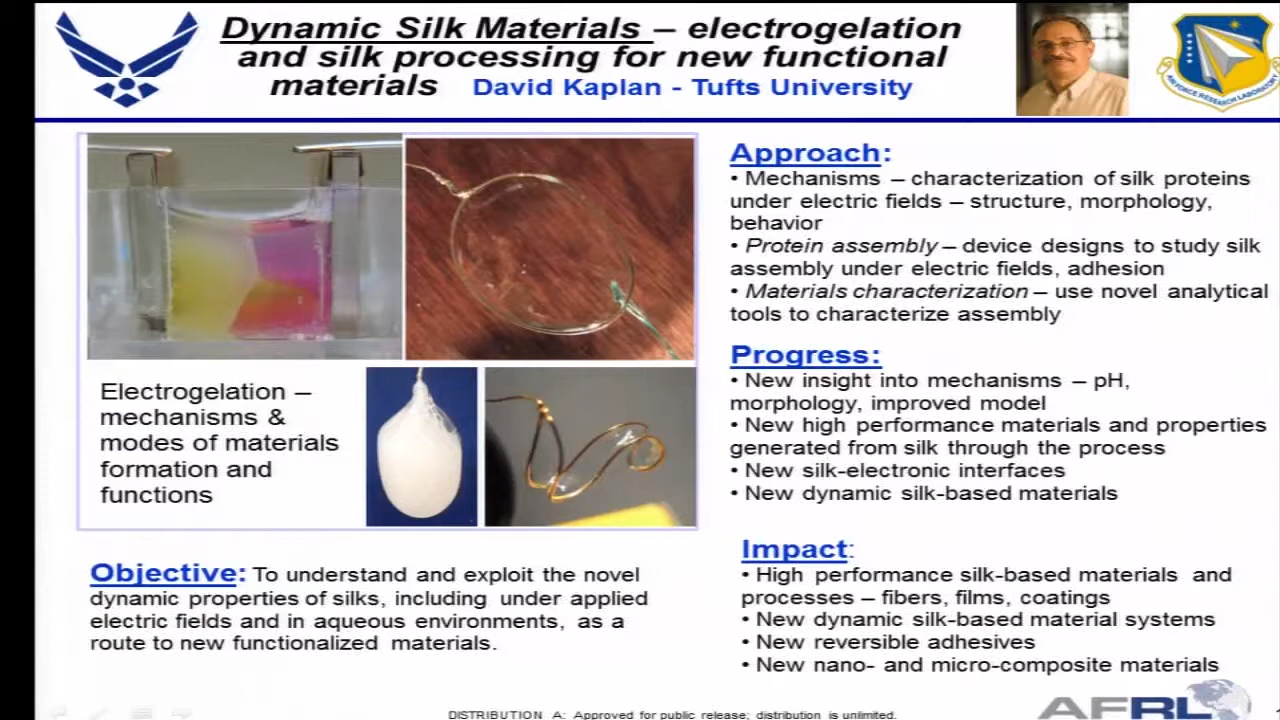 Dynamic Silk Materials – electrogelation
and silk processing for new functional
materials David Kaplan - Tufts University
AIR FORCE RESEARCH LABORATORY
Electrogelation –
mechanisms &
modes of materials
formation and
functions
Objective: To understand and exploit the novel
dynamic properties of silks, including under applied
electric fields and in aqueous environments, as a
route to new functionalized materials.
Approach:
• Mechanisms – characterization of silk proteins
under electric fields – structure, morphology,
behavior
• Protein assembly – device designs to study silk
assembly under electric fields, adhesion
• Materials characterization – use novel analytical
tools to characterize assembly
Progress:
• New insight into mechanisms – pH,
morphology, improved model
• New high performance materials and properties
generated from silk through the process
• New silk-electronic interfaces
• New dynamic silk-based materials
Impact:
• High performance silk-based materials and
processes – fibers, films, coatings
• New dynamic silk-based material systems
• New reversible adhesives
• New nano- and micro-composite materials
DISTRIBUTION A: Approved for public release; distribution is unlimited.
AFRL